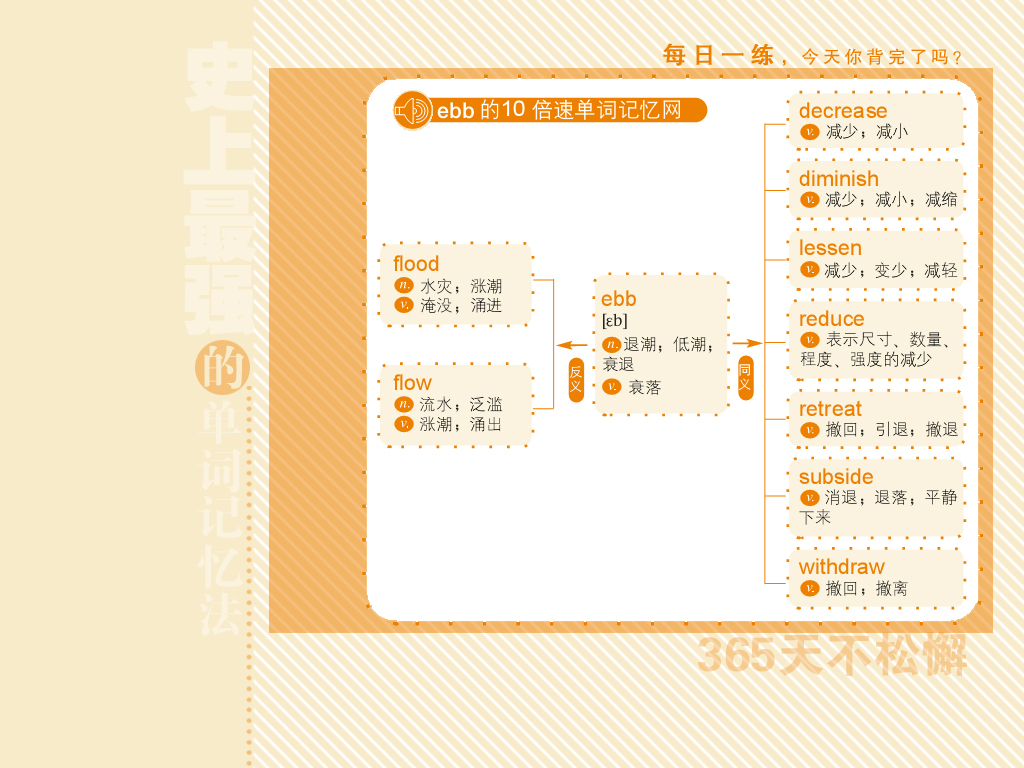 每日一练，今天你背完了吗？
史上最强的单词记忆法
ebb 的10 倍速单词记忆网
flood
n. 水灾；涨潮
v. 淹没；涌进
flow
n. 流水；泛滥
v. 涨潮；涌出
反义
ebb
[εb]
n. 退潮；低潮；
衰退
v. 衰落
同义
decrease
v. 减少；减小
diminish
v. 减少；减小；减缩
lessen
v. 减少；变少；减轻
reduce
v. 表示尺寸、数量、
程度、强度的减少
retreat
v. 撤回；引退；撤退
subside
v. 消退；退落；平静
下来
withdraw
v. 撤回；撤离
365天不松懈